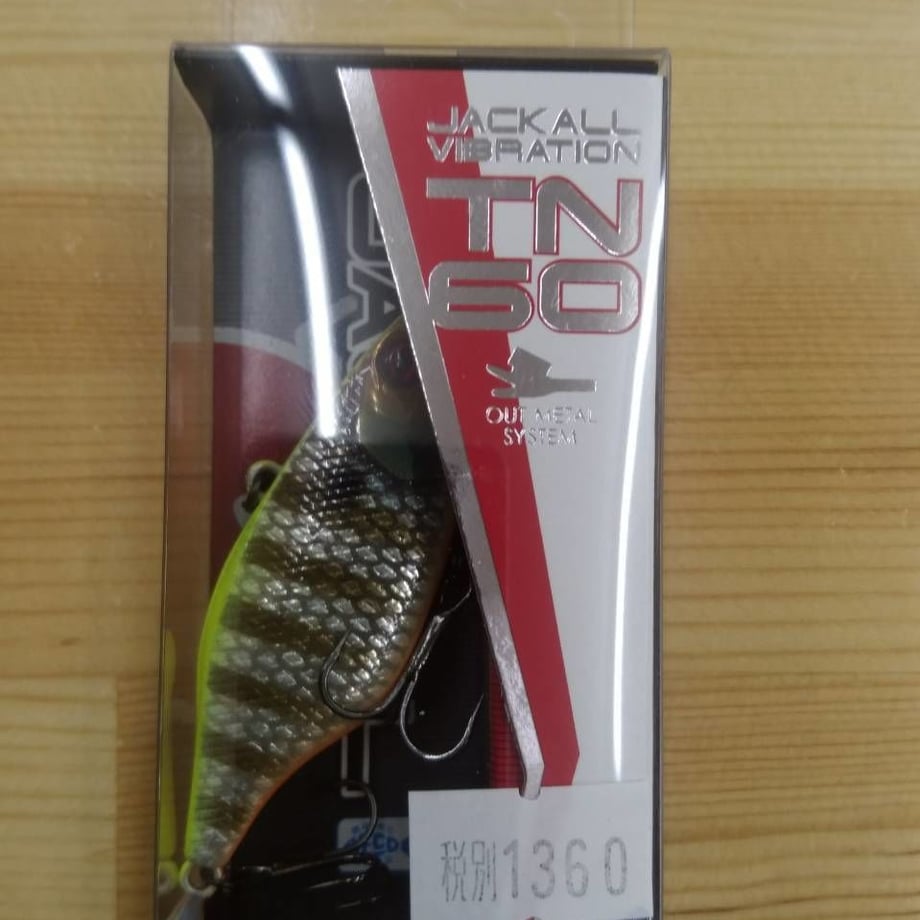 JACKALL
VIBRATION
TN
60
OUT METAL
SYSTEM
税別1360